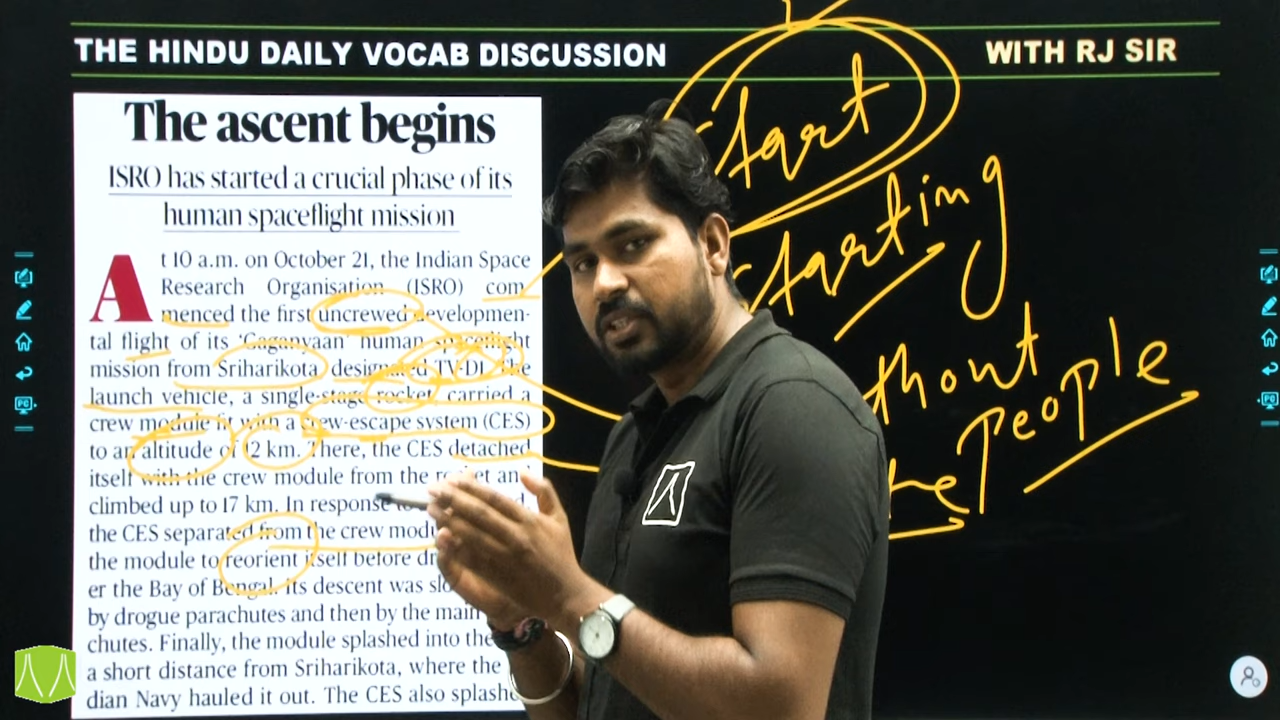 THE HINDU DAILY VOCAB DISCUSSION
WITH RJ SIR
The ascent begins
ISRO has started a crucial phase of its
human spaceflight mission
At 10 a.m. on October 21, the Indian Space
Research Organisation (ISRO) com
menced the first uncrewed developmen-
tal flight of its 'Gaganyaan' human spaceflight
mission from Sriharikota designated TV-D1. The
launch vehicle, a single-stage rocket, carried a
crew module fit with a crew-escape system (CES)
to an altitude of 12 km. There, the CES detached
itself with the crew module from the rocket and
climbed up to 17 km. In response
the CES separated from the crew
the module to reorient itself before
er the Bay of Bengal. Its descent was
by drogue parachutes and then by the main
chutes. Finally, the module splashed into the
a short distance from Sriharikota, where the
dian Navy hauled it out. The CES also
start
starting
People
PC
PC